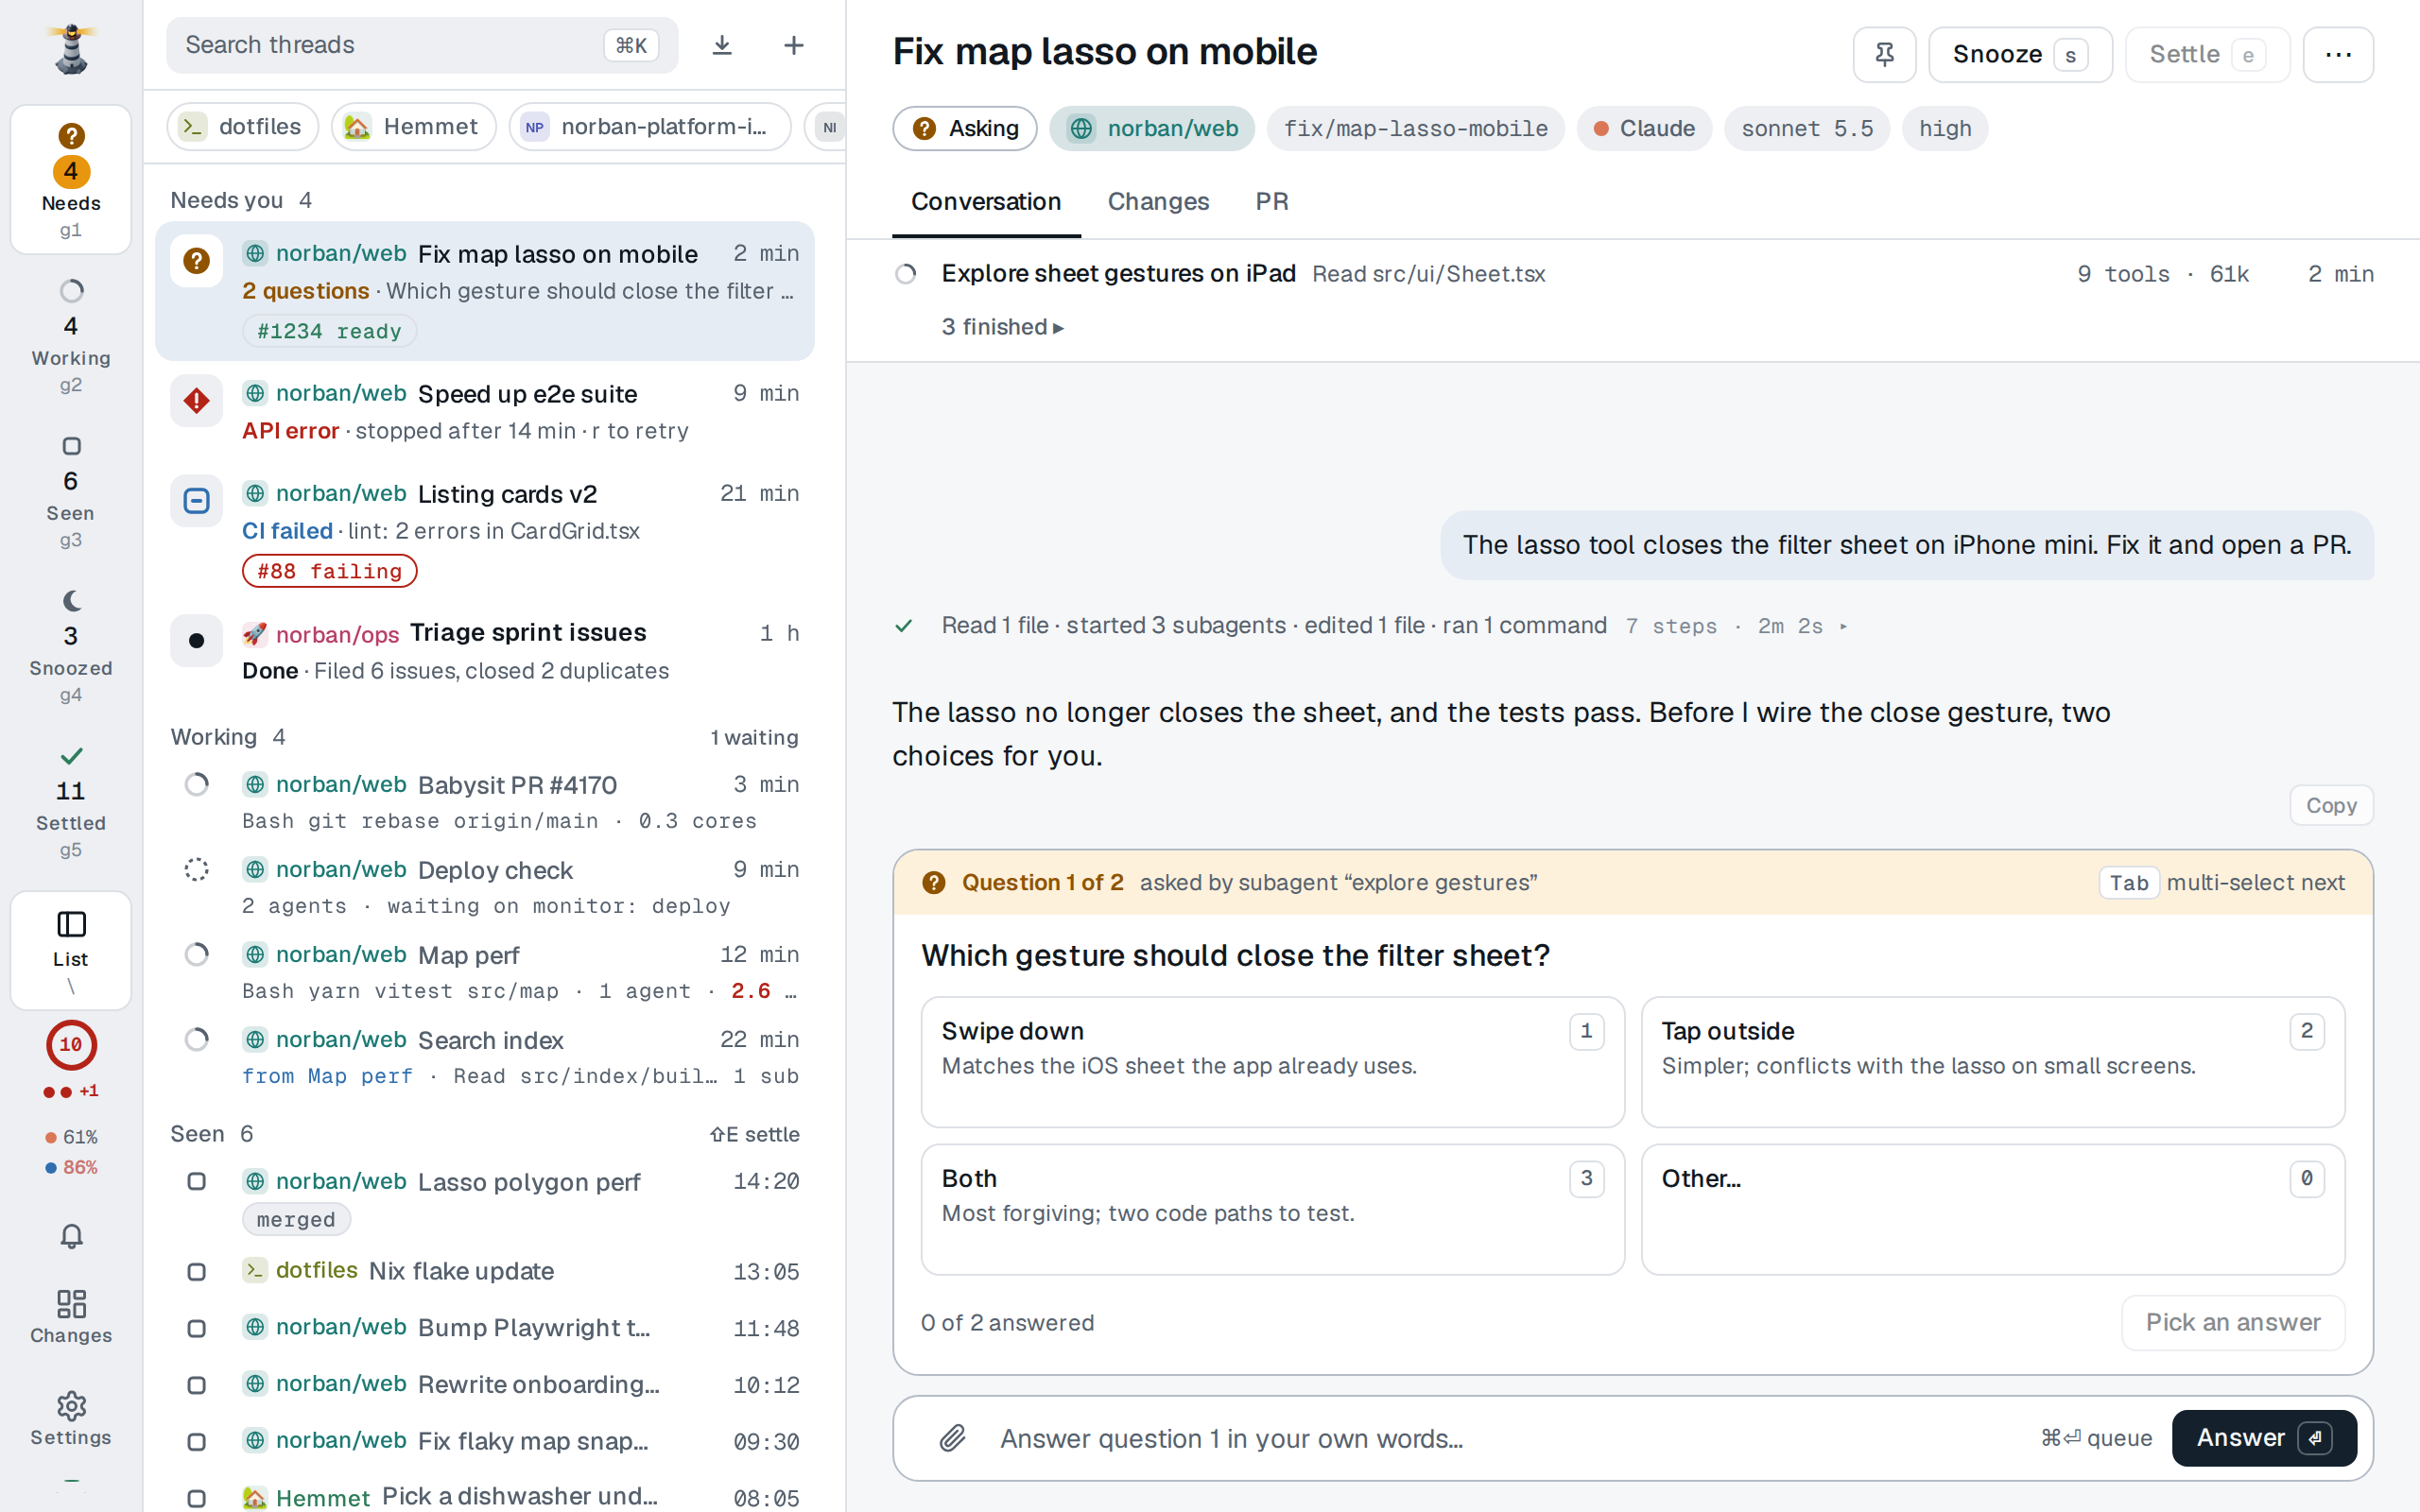 4
Needs
g1
4
Working
g2
6
Seen
g3
3
Snoozed
g4
11
Settled
g5
List
\
10
+1
61%
86%
Changes
Settings
Search threads ⌘K
dotfiles
Hemmet
NP norban-platform-i…
NI
Needs you 4
norban/web Fix map lasso on mobile 2 min
2 questions · Which gesture should close the filter …
#1234 ready
norban/web Speed up e2e suite 9 min
API error · stopped after 14 min · r to retry
norban/web Listing cards v2 21 min
CI failed · lint: 2 errors in CardGrid.tsx
#88 failing
norban/ops Triage sprint issues 1 h
Done · Filed 6 issues, closed 2 duplicates
Working 4 1 waiting
norban/web Babysit PR #4170 3 min
Bash git rebase origin/main · 0.3 cores
norban/web Deploy check 9 min
2 agents · waiting on monitor: deploy
norban/web Map perf 12 min
Bash yarn vitest src/map · 1 agent · 2.6 …
norban/web Search index 22 min
from Map perf · Read src/index/buil… 1 sub
Seen 6 ⇧E settle
norban/web Lasso polygon perf 14:20
merged
dotfiles Nix flake update 13:05
norban/web Bump Playwright t… 11:48
norban/web Rewrite onboarding… 10:12
norban/web Fix flaky map snap… 09:30
Hemmet Pick a dishwasher und… 08:05
Fix map lasso on mobile
Snooze s
Settle e
⋯
Asking
norban/web
fix/map-lasso-mobile
Claude
sonnet 5.5
high
Conversation Changes PR
Explore sheet gestures on iPad Read src/ui/Sheet.tsx 9 tools · 61k 2 min
3 finished ▸
The lasso tool closes the filter sheet on iPhone mini. Fix it and open a PR.
Read 1 file · started 3 subagents · edited 1 file · ran 1 command 7 steps · 2m 2s ▸
The lasso no longer closes the sheet, and the tests pass. Before I wire the close gesture, two
choices for you.
Copy
Question 1 of 2 asked by subagent “explore gestures” Tab multi-select next
Which gesture should close the filter sheet?
Swipe down 1
Matches the iOS sheet the app already uses.
Tap outside 2
Simpler; conflicts with the lasso on small screens.
Both 3
Most forgiving; two code paths to test.
Other… 0
0 of 2 answered
Pick an answer
Answer question 1 in your own words…
⌘⏎ queue
Answer ⏎